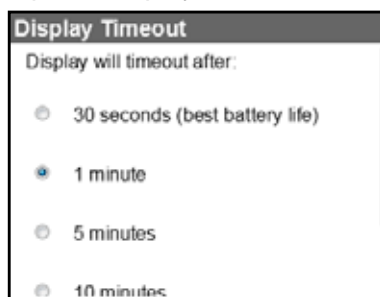 Display Timeout
Display will timeout after:
30 seconds (best battery life)
1 minute
5 minutes
10 minutes